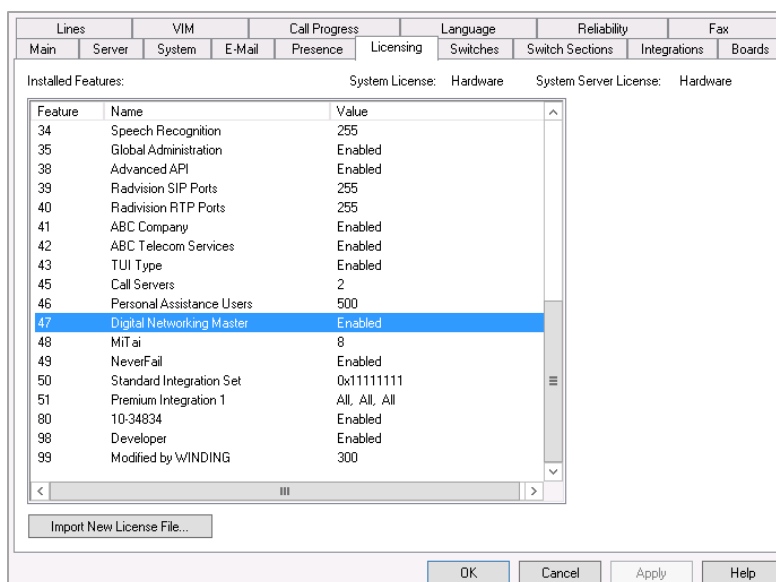 Lines VIM Call Progress Language Reliability Fax
Main Server System E-Mail Presence Licensing Switches Switch Sections Integrations Boards
Installed Features: System License: Hardware System Server License: Hardware
Feature Name Value
34 Speech Recognition 255
35 Global Administration Enabled
38 Advanced API Enabled
39 Radvision SIP Ports 255
40 Radivision RTP Ports 255
41 ABC Company Enabled
42 ABC Telecom Services Enabled
43 TUI Type Enabled
45 Call Servers 2
46 Personal Assistance Users 500
47 Digital Networking Master Enabled
48 MiTai 8
49 NeverFail Enabled
50 Standard Integration Set 0x11111111
51 Premium Integration 1 All, All, All
80 10-34834 Enabled
98 Developer Enabled
99 Modified by WINDING 300
Import New License File...
OK Cancel Apply Help